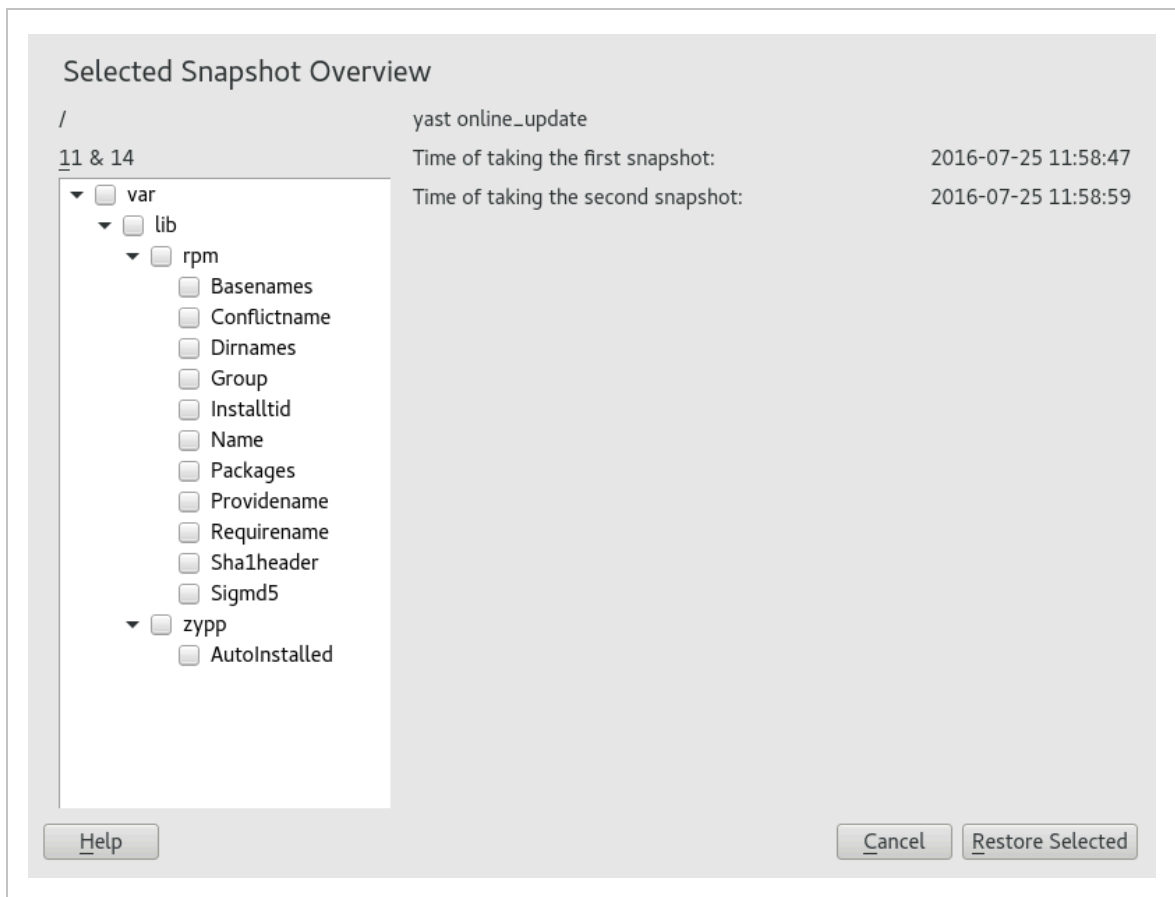 Selected Snapshot Overview
/
yast online_update
11 & 14
Time of taking the first snapshot: 2016-07-25 11:58:47
Time of taking the second snapshot: 2016-07-25 11:58:59
var
lib
rpm
Basenames
Conflictname
Dirnames
Group
Installtid
Name
Packages
Providename
Requirename
Sha1header
Sigmd5
zypp
AutoInstalled
Help
Cancel
Restore Selected